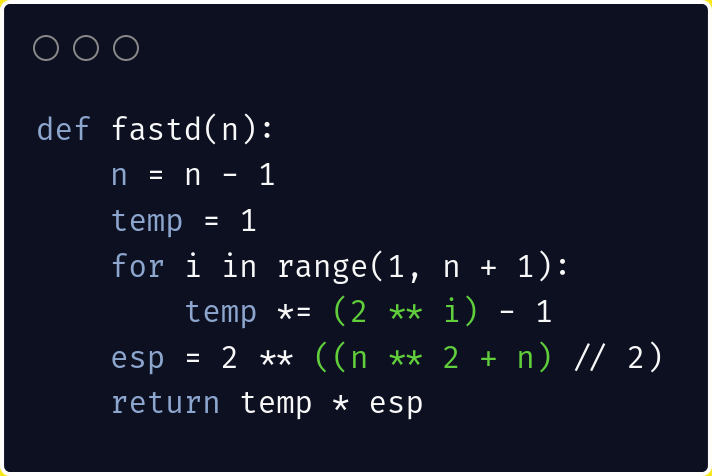 def fastd(n):
    n = n - 1
    temp = 1
    for i in range(1, n + 1):
        temp *= (2 ** i) - 1
    esp = 2 ** ((n ** 2 + n) // 2)
    return temp * esp